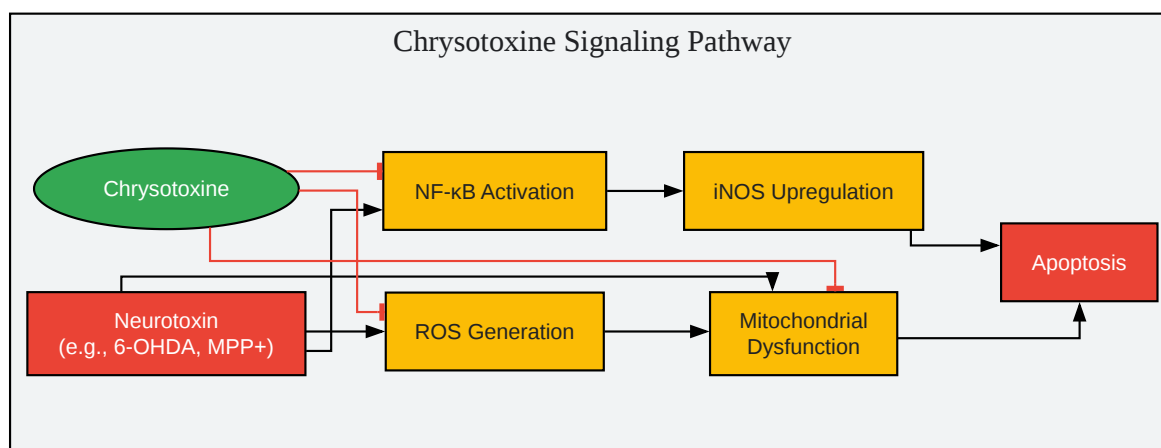 Chrysotoxine Signaling Pathway
Chrysotoxine
NF-κB Activation
iNOS Upregulation
Apoptosis
Neurotoxin
(e.g., 6-OHDA, MPP+)
ROS Generation
Mitochondrial
Dysfunction